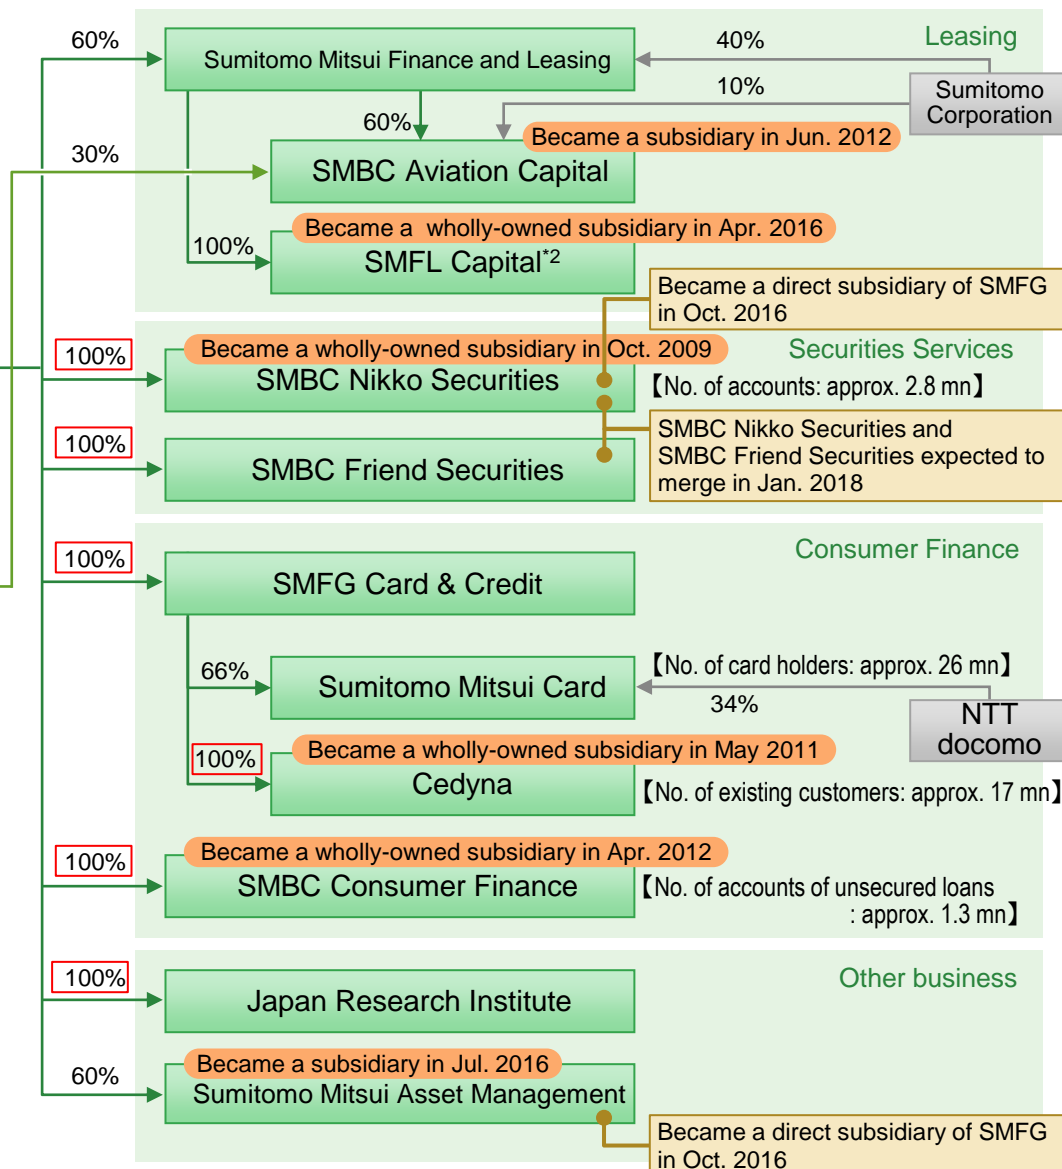 60%
Leasing
Sumitomo Mitsui Finance and Leasing
40%
10%
Sumitomo
Corporation
60%
Became a subsidiary in Jun. 2012
30%
SMBC Aviation Capital
Became a wholly-owned subsidiary in Apr. 2016
100%
SMFL Capital*2
Became a direct subsidiary of SMFG
in Oct. 2016
100%
Became a wholly-owned subsidiary in Oct. 2009
Securities Services
SMBC Nikko Securities
【No. of accounts: approx. 2.8 mn】
100%
SMBC Friend Securities
SMBC Nikko Securities and
SMBC Friend Securities expected to
merge in Jan. 2018
100%
Consumer Finance
SMFG Card & Credit
66%
Sumitomo Mitsui Card
【No. of card holders: approx. 26 mn】
34%
NTT
docomo
100%
Became a wholly-owned subsidiary in May 2011
Cedyna
【No. of existing customers: approx. 17 mn】
100%
Became a wholly-owned subsidiary in Apr. 2012
SMBC Consumer Finance
【No. of accounts of unsecured loans
: approx. 1.3 mn】
100%
Other business
Japan Research Institute
60%
Became a subsidiary in Jul. 2016
Sumitomo Mitsui Asset Management
Became a direct subsidiary of SMFG
in Oct. 2016